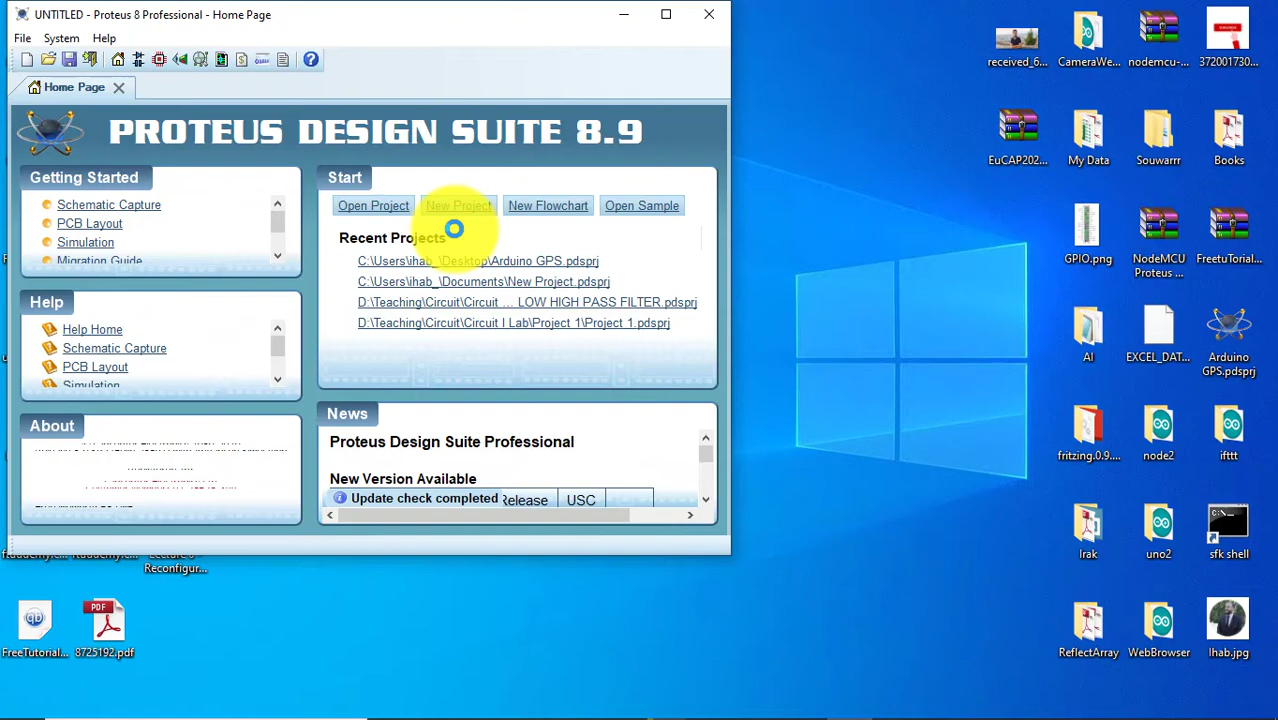 UNTITLED - Proteus 8 Professional - Home Page
File System Help
Home Page
PROTEUS DESIGN SUITE 8.9
Getting Started
Schematic Capture
PCB Layout
Simulation
Migration Guide
Help
Help Home
Schematic Capture
PCB Layout
Simulation
About
Start
Open Project New Project New Flowchart Open Sample
Recent Projects
C:\Users\ihab_\Desktop\Arduino GPS.pdsprj
C:\Users\ihab_\Documents\New Project.pdsprj
D:\Teaching\Circuit\Circuit ... LOW HIGH PASS FILTER.pdsprj
D:\Teaching\Circuit\Circuit I Lab\Project 1\Project 1.pdsprj
News
Proteus Design Suite Professional
New Version Available
Update check completed Release USC
Reconfigur...
FreeTutorial... 8725192.pdf
PDF
received_6... CameraWe... nodemcu-... 372001730...
EuCAP202... My Data Souwarrr Books
GPIO.png NodeMCU FreetuTorial...
Proteus ...
AI EXCEL_DAT... Arduino
GPS.pdsprj
fritzing.0.9.... node2 ifttt
Irak uno2 sfk shell
ReflectArray WebBrowser Ihab.jpg